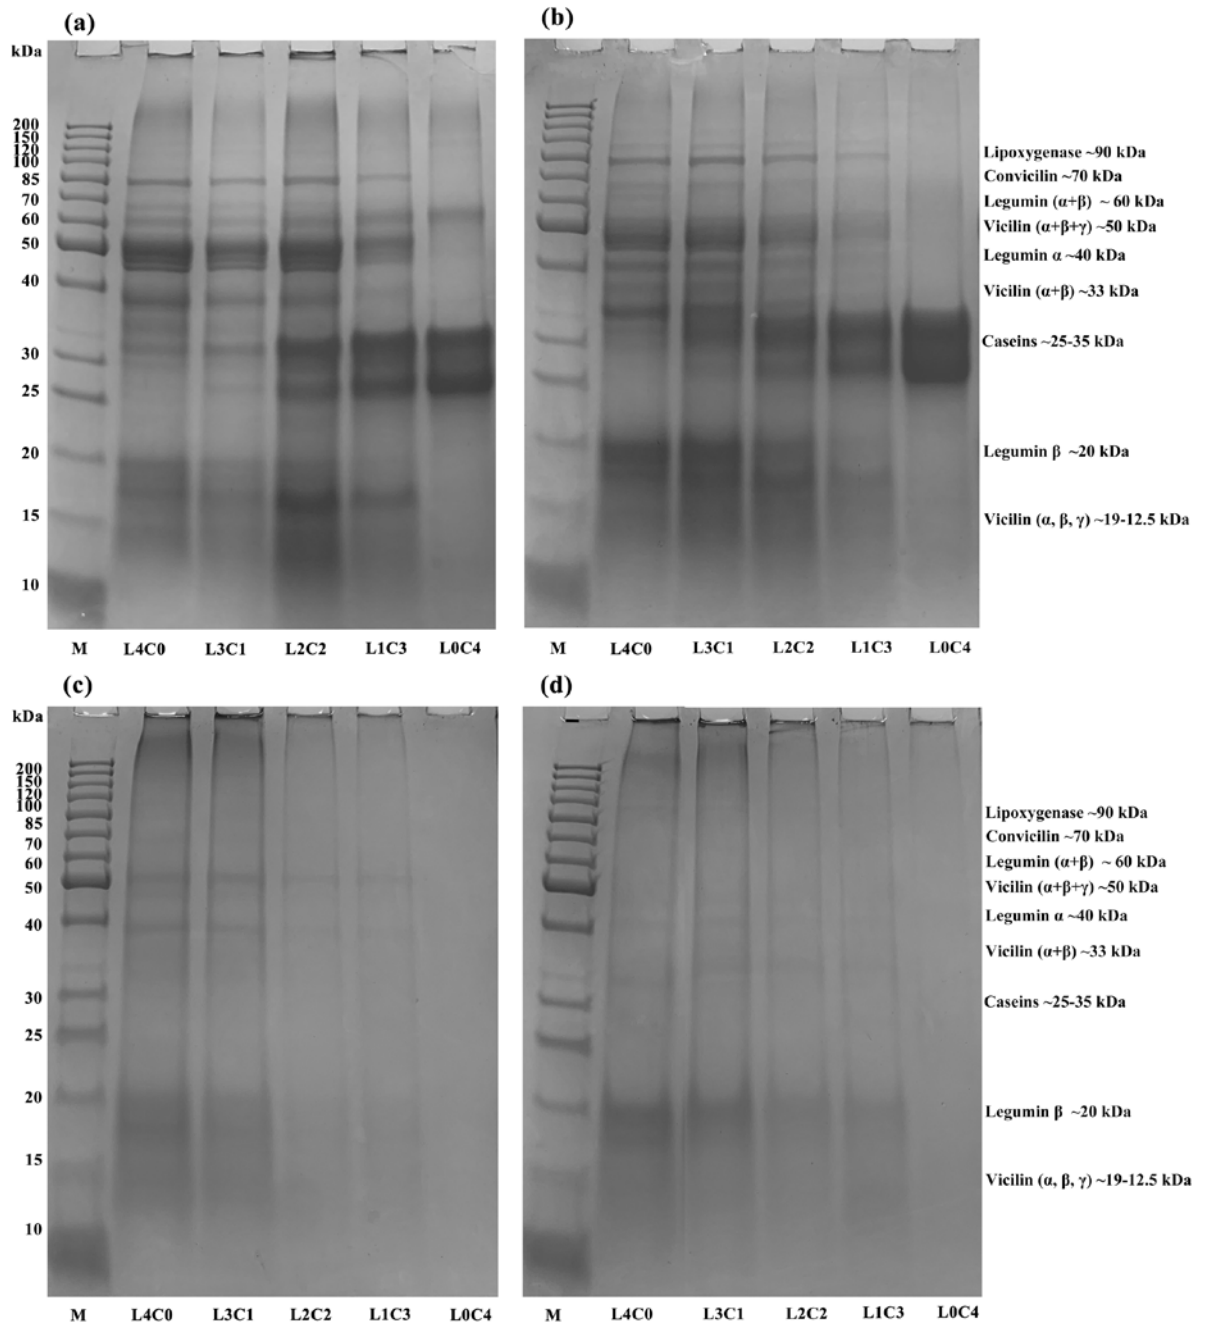 (a)
(b)
kDa
200
150
120
100
85
70
60
50
40
30
25
20
15
10
Lipoxygenase ~90 kDa
Convicilin ~70 kDa
Legumin (α+β) ~ 60 kDa
Vicilin (α+β+γ) ~50 kDa
Legumin α ~40 kDa
Vicilin (α+β) ~33 kDa
Caseins ~25-35 kDa
Legumin β ~20 kDa
Vicilin (α, β, γ) ~19-12.5 kDa
M L4C0 L3C1 L2C2 L1C3 L0C4
M L4C0 L3C1 L2C2 L1C3 L0C4
(c)
(d)
kDa
200
150
120
100
85
70
60
50
40
30
25
20
15
10
Lipoxygenase ~90 kDa
Convicilin ~70 kDa
Legumin (α+β) ~ 60 kDa
Vicilin (α+β+γ) ~50 kDa
Legumin α ~40 kDa
Vicilin (α+β) ~33 kDa
Caseins ~25-35 kDa
Legumin β ~20 kDa
Vicilin (α, β, γ) ~19-12.5 kDa
M L4C0 L3C1 L2C2 L1C3 L0C4
M L4C0 L3C1 L2C2 L1C3 L0C4